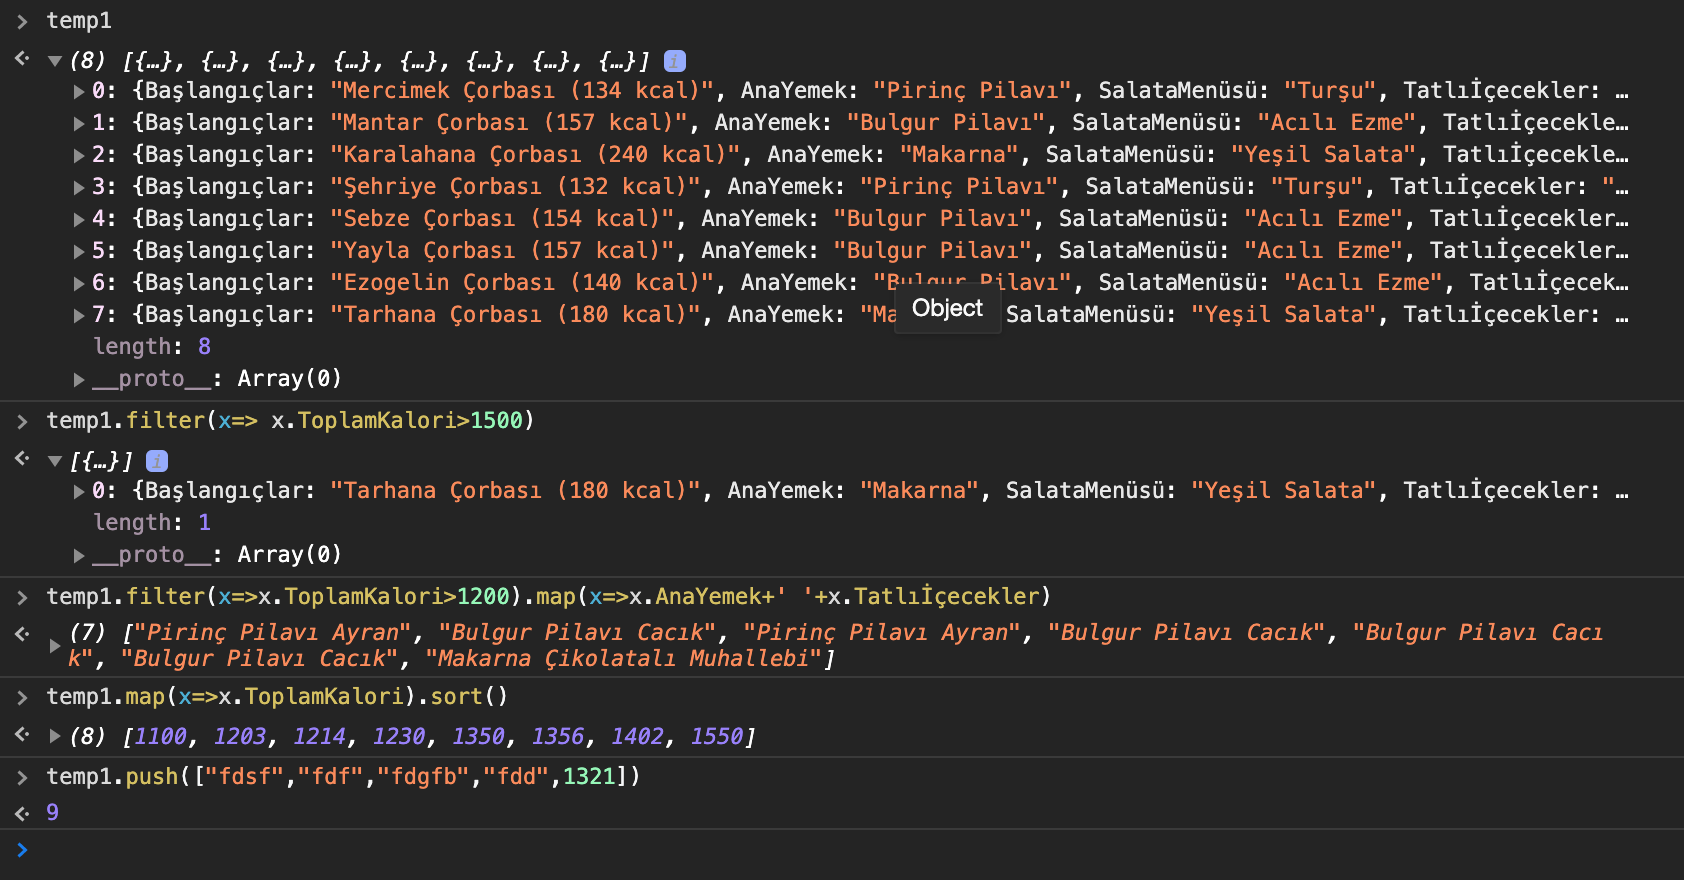 temp1
(8) [{…}, {…}, {…}, {…}, {…}, {…}, {…}, {…}] i
0: {Başlangıçlar: "Mercimek Çorbası (134 kcal)", AnaYemek: "Pirinç Pilavı", SalataMenüsü: "Turşu", Tatlıİçecekler: …
1: {Başlangıçlar: "Mantar Çorbası (157 kcal)", AnaYemek: "Bulgur Pilavı", SalataMenüsü: "Acılı Ezme", Tatlıİçecekle…
2: {Başlangıçlar: "Karalahana Çorbası (240 kcal)", AnaYemek: "Makarna", SalataMenüsü: "Yeşil Salata", Tatlıİçecekle…
3: {Başlangıçlar: "Şehriye Çorbası (132 kcal)", AnaYemek: "Pirinç Pilavı", SalataMenüsü: "Turşu", Tatlıİçecekler: "…
4: {Başlangıçlar: "Sebze Çorbası (154 kcal)", AnaYemek: "Bulgur Pilavı", SalataMenüsü: "Acılı Ezme", Tatlıİçecekler…
5: {Başlangıçlar: "Yayla Çorbası (157 kcal)", AnaYemek: "Bulgur Pilavı", SalataMenüsü: "Acılı Ezme", Tatlıİçecekler…
6: {Başlangıçlar: "Ezogelin Çorbası (140 kcal)", AnaYemek: "Bulgur Pilavı", SalataMenüsü: "Acılı Ezme", Tatlıİçecek…
7: {Başlangıçlar: "Tarhana Çorbası (180 kcal)", AnaYemek: "Ma Object SalataMenüsü: "Yeşil Salata", Tatlıİçecekler: …
length: 8
__proto__: Array(0)
temp1.filter(x=> x.ToplamKalori>1500)
[{…}] i
0: {Başlangıçlar: "Tarhana Çorbası (180 kcal)", AnaYemek: "Makarna", SalataMenüsü: "Yeşil Salata", Tatlıİçecekler: …
length: 1
__proto__: Array(0)
temp1.filter(x=>x.ToplamKalori>1200).map(x=>x.AnaYemek+' '+x.Tatlıİçecekler)
(7) ["Pirinç Pilavı Ayran", "Bulgur Pilavı Cacık", "Pirinç Pilavı Ayran", "Bulgur Pilavı Cacık", "Bulgur Pilavı Cacı
k", "Bulgur Pilavı Cacık", "Makarna Çikolatalı Muhallebi"]
temp1.map(x=>x.ToplamKalori).sort()
(8) [1100, 1203, 1214, 1230, 1350, 1356, 1402, 1550]
temp1.push(["fdsf","fdf","fdgfb","fdd",1321])
9